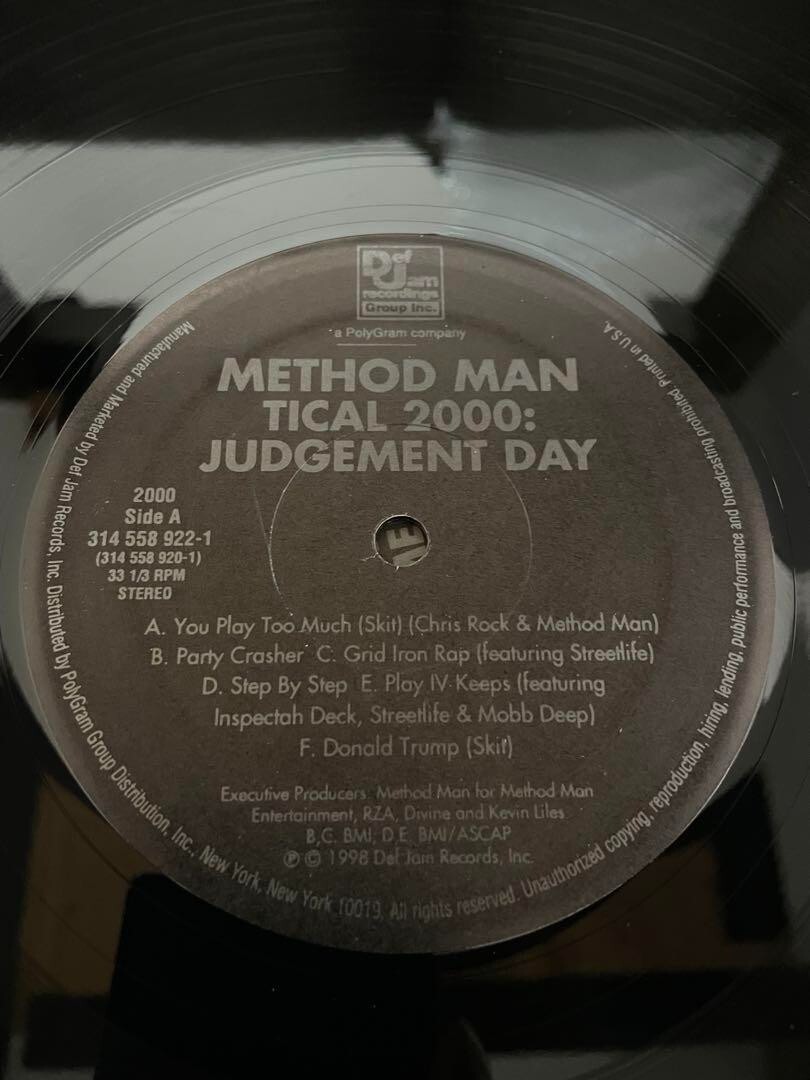 Def
Jam
recordings
Group Inc.
a PolyGram company
METHOD MAN
TICAL 2000:
JUDGEMENT DAY
2000
Side A
314 558 922-1
(314 558 920-1)
33 1/3 RPM
STEREO
A. You Play Too Much (Skit) (Chris Rock & Method Man)
B. Party Crasher C. Grid Iron Rap (featuring Streetlife)
D. Step By Step E. Play IV Keeps (featuring
Inspectah Deck, Streetlife & Mobb Deep)
F. Donald Trump (Skit)
Executive Producers: Method Man for Method Man
Entertainment, RZA, Divine and Kevin Liles
B,C. BMI, D,E. BMI/ASCAP
℗ © 1998 Def Jam Records, Inc.
Manufactured and Marketed by Def Jam Records, Inc. Distributed by PolyGram Group Distribution, Inc., New York, New York 10019. All rights reserved. Unauthorized copying, reproduction, hiring, lending, public performance and broadcasting prohibited. Printed in U.S.A.